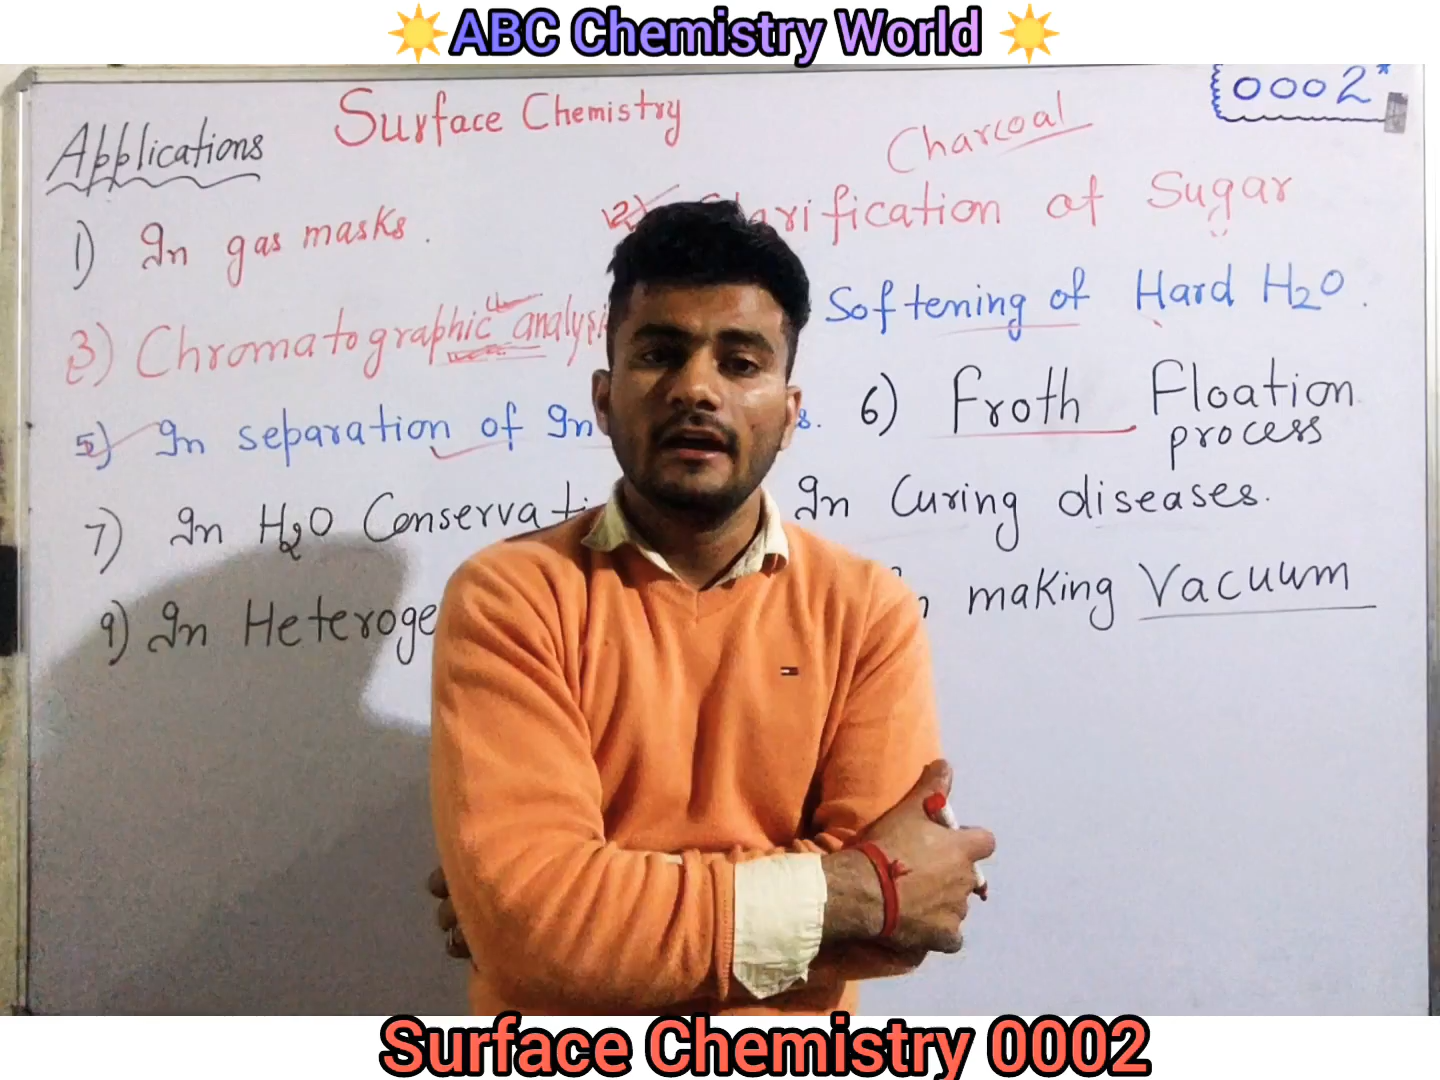 ABC Chemistry World
0002
Surface Chemistry
Applications
Charcoal
1) In gas masks.
2) Clarification of Sugar
3) Chromatographic analysi
Softening of Hard H2O.
5) In separation of In
s. 6) Froth Floation
process
7) In H2O Conservati
In Curing diseases.
9) In Heteroge
making Vacuum
Surface Chemistry 0002